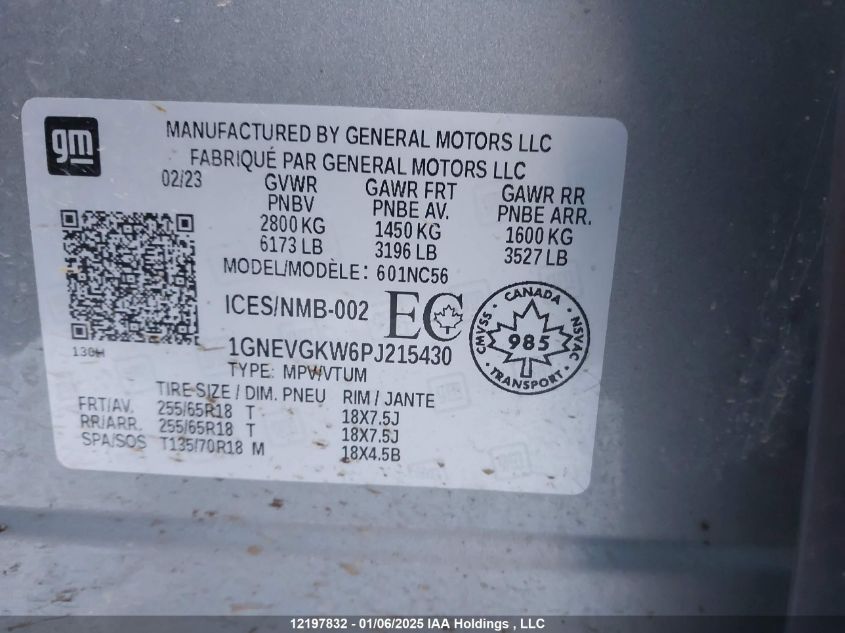 gm
MANUFACTURED BY GENERAL MOTORS LLC
FABRIQUÉ PAR GENERAL MOTORS LLC
02/23 GVWR GAWR FRT GAWR RR
PNBV PNBE AV. PNBE ARR.
2800 KG 1450 KG 1600 KG
6173 LB 3196 LB 3527 LB
MODEL/MODÈLE: 601NC56
ICES/NMB-002 EC
CANADA
CMVSS 985 NSVAC
TRANSPORT
130W
1GNEVGKW6PJ215430
TYPE: MPV/VTUM
TIRE SIZE / DIM. PNEU RIM / JANTE
FRT/AV. 255/65R18 T 18X7.5J
RR/ARR. 255/65R18 T 18X7.5J
SPA/SOS T135/70R18 M 18X4.5B
12197832 - 01/06/2025 IAA Holdings , LLC